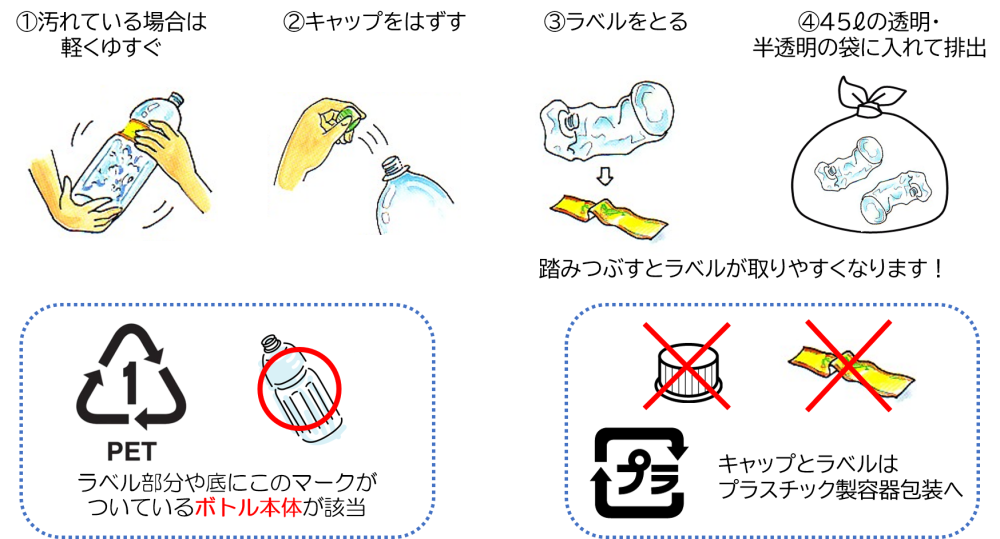 ①汚れている場合は
軽くゆすぐ
②キャップをはずす
③ラベルをとる
④45ℓの透明・
半透明の袋に入れて排出
踏みつぶすとラベルが取りやすくなります！
1
PET
ラベル部分や底にこのマークが
ついているボトル本体が該当
プラ
キャップとラベルは
プラスチック製容器包装へ